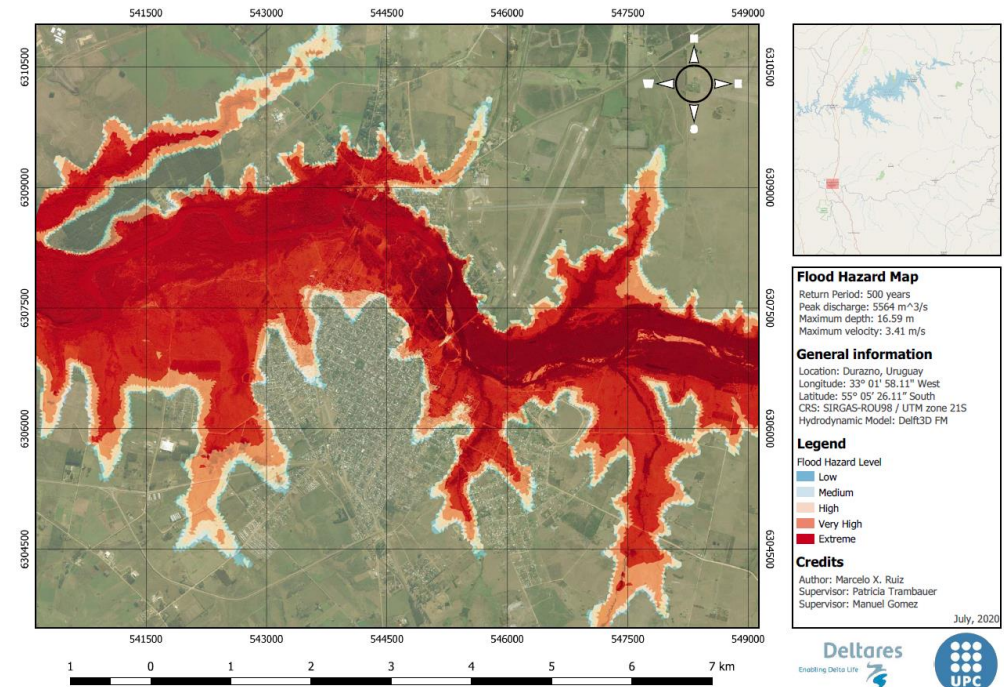 541500 543000 544500 546000 547500 549000
6310500 6310500
6309000 6309000
6307500 6307500
6306000 6306000
6304500 6304500
541500 543000 544500 546000 547500 549000
1 0 1 2 3 4 5 6 7 km
Flood Hazard Map
Return Period: 500 years
Peak discharge: 5564 m^3/s
Maximum depth: 16.59 m
Maximum velocity: 3.41 m/s
General information
Location: Durazno, Uruguay
Longitude: 33° 01' 58.11" West
Latitude: 55° 05' 26.11" South
CRS: SIRGAS-ROU98 / UTM zone 21S
Hydrodynamic Model: Delft3D FM
Legend
Flood Hazard Level
Low
Medium
High
Very High
Extreme
Credits
Author: Marcelo X. Ruiz
Supervisor: Patricia Trambauer
Supervisor: Manuel Gomez
July, 2020
Deltares
Enabling Delta Life
UPC